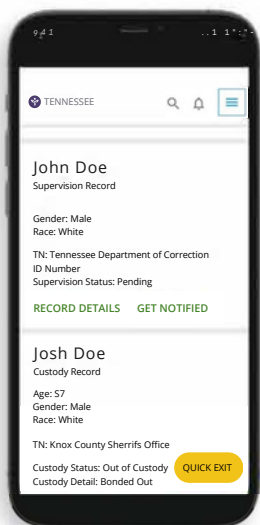 941
TENNESSEE
John Doe
Supervision Record
Gender: Male
Race: White
TN: Tennessee Department of Correction
ID Number
Supervision Status: Pending
RECORD DETAILS GET NOTIFIED
Josh Doe
Custody Record
Age: S7
Gender: Male
Race: White
TN: Knox County Sherrifs Office
Custody Status: Out of Custody
Custody Detail: Bonded Out
QUICK EXIT